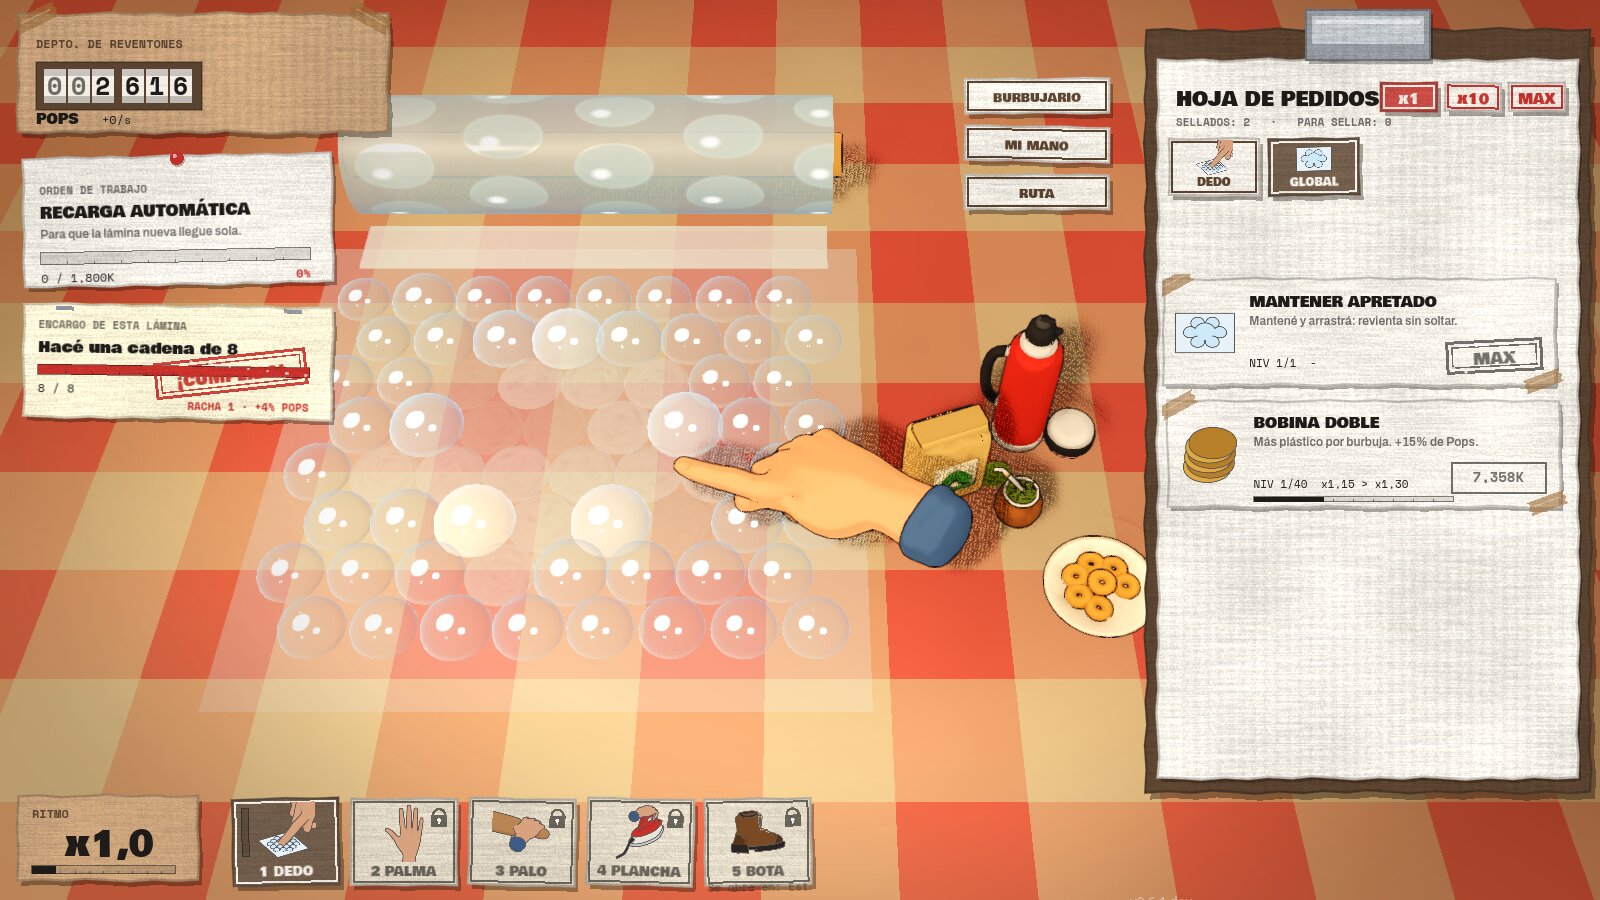 DEPTO. DE REVENTONES
002616
POPS +0/s
ORDEN DE TRABAJO
RECARGA AUTOMÁTICA
Para que la lámina nueva llegue sola.
0 / 1.800K 0%
ENCARGO DE ESTA LÁMINA
Hacé una cadena de 8
8 / 8
RACHA 1 · +4% POPS
BURBUJARIO
MI MANO
RUTA
HOJA DE PEDIDOS
x1
x10
MAX
SELLADOS: 2 · PARA SELLAR: 0
DEDO
GLOBAL
MANTENER APRETADO
Mantené y arrastrá: revienta sin soltar.
NIV 1/1 -
MAX
BOBINA DOBLE
Más plástico por burbuja. +15% de Pops.
NIV 1/40 x1,15 > x1,30
7.358K
RITMO
x1,0
1 DEDO
2 PALMA
3 PALO
4 PLANCHA
5 BOTA
Se abre en: Est.